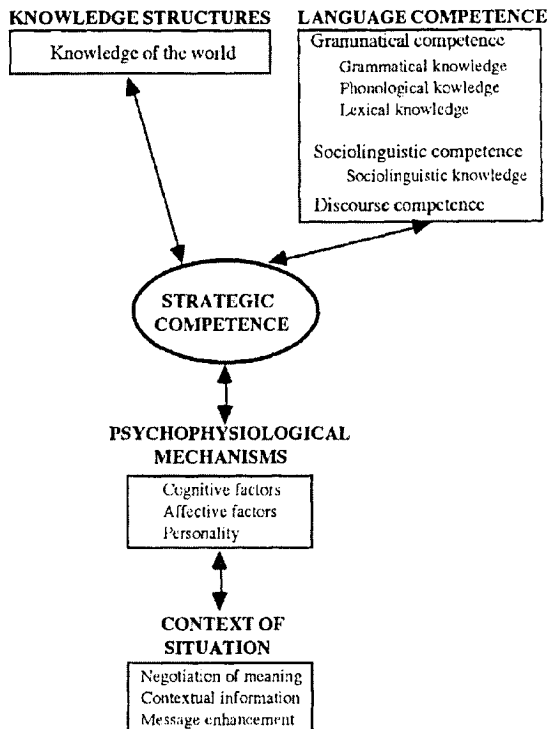 KNOWLEDGE STRUCTURES
Knowledge of the world
LANGUAGE COMPETENCE
Grammatical competence
Grammatical knowledge
Phonological kowledge
Lexical knowledge
Sociolinguistic competence
Sociolinguistic knowledge
Discourse competence
STRATEGIC
COMPETENCE
PSYCHOPHYSIOLOGICAL
MECHANISMS
Cognitive factors
Affective factors
Personality
CONTEXT OF
SITUATION
Negotiation of meaning
Contextual information
Message enhancement